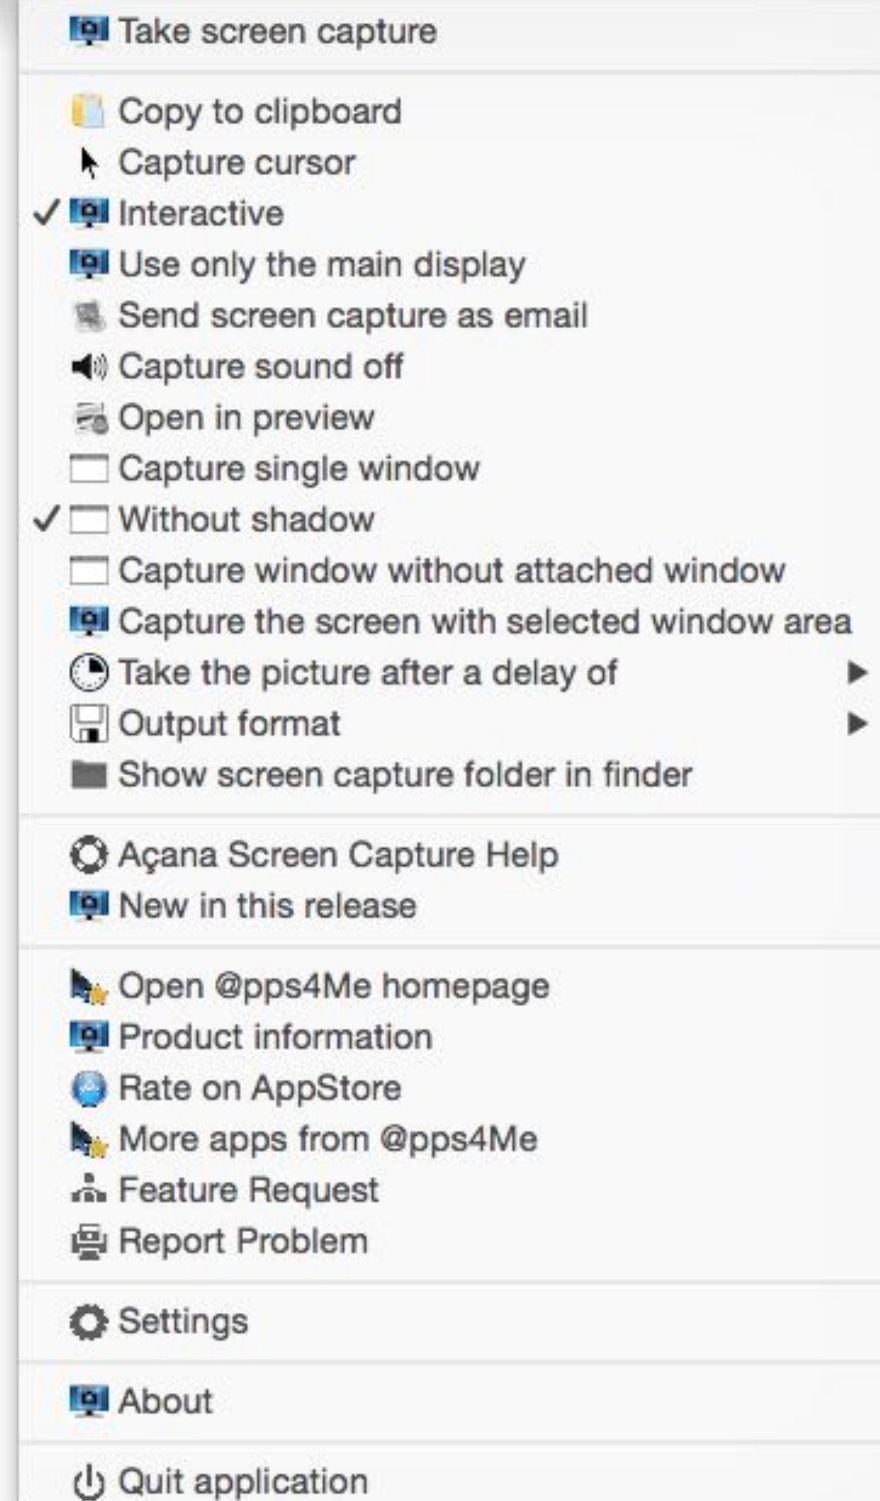 Take screen capture
Copy to clipboard
Capture cursor
Interactive
Use only the main display
Send screen capture as email
Capture sound off
Open in preview
Capture single window
Without shadow
Capture window without attached window
Capture the screen with selected window area
Take the picture after a delay of
Output format
Show screen capture folder in finder
Açana Screen Capture Help
New in this release
Open @pps4Me homepage
Product information
Rate on AppStore
More apps from @pps4Me
Feature Request
Report Problem
Settings
About
Quit application